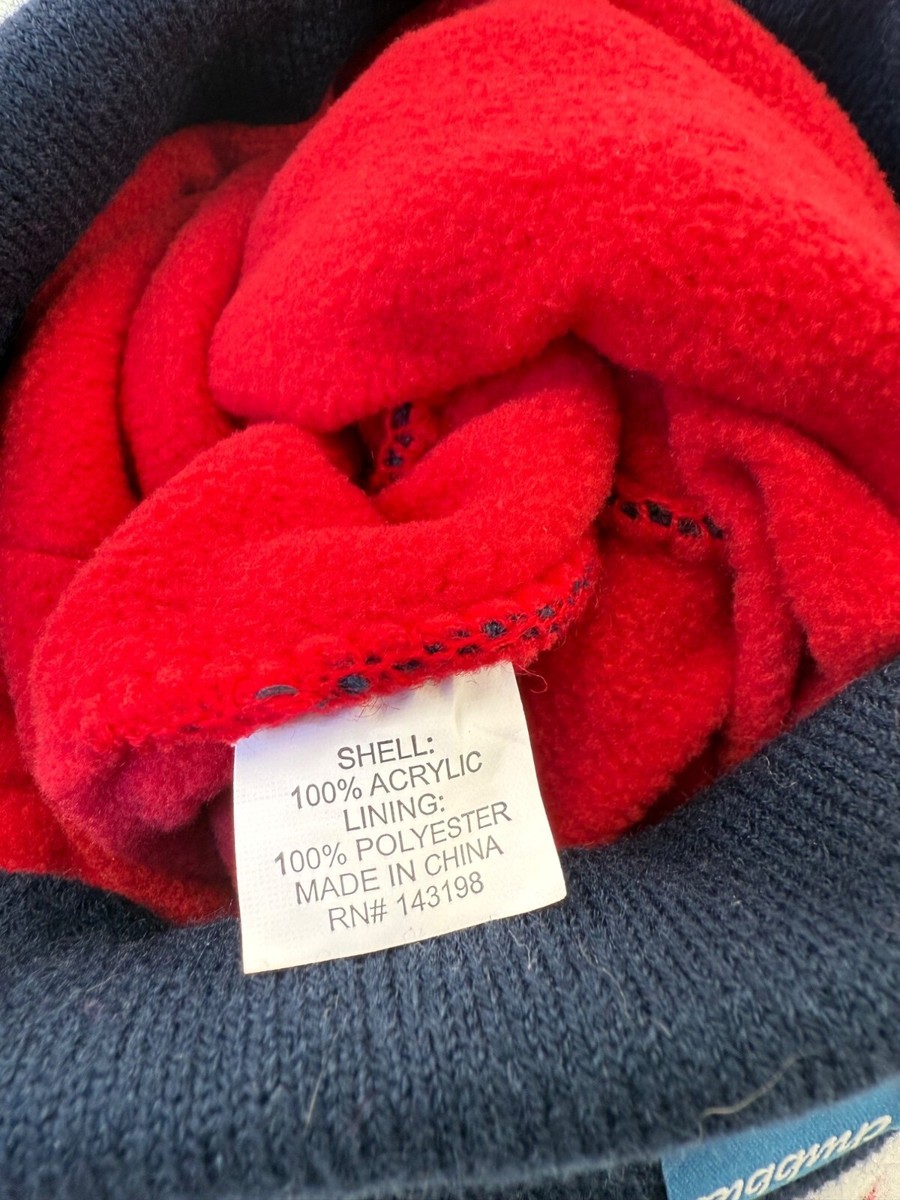 SHELL:
100% ACRYLIC
LINING:
100% POLYESTER
MADE IN CHINA
RN# 143198